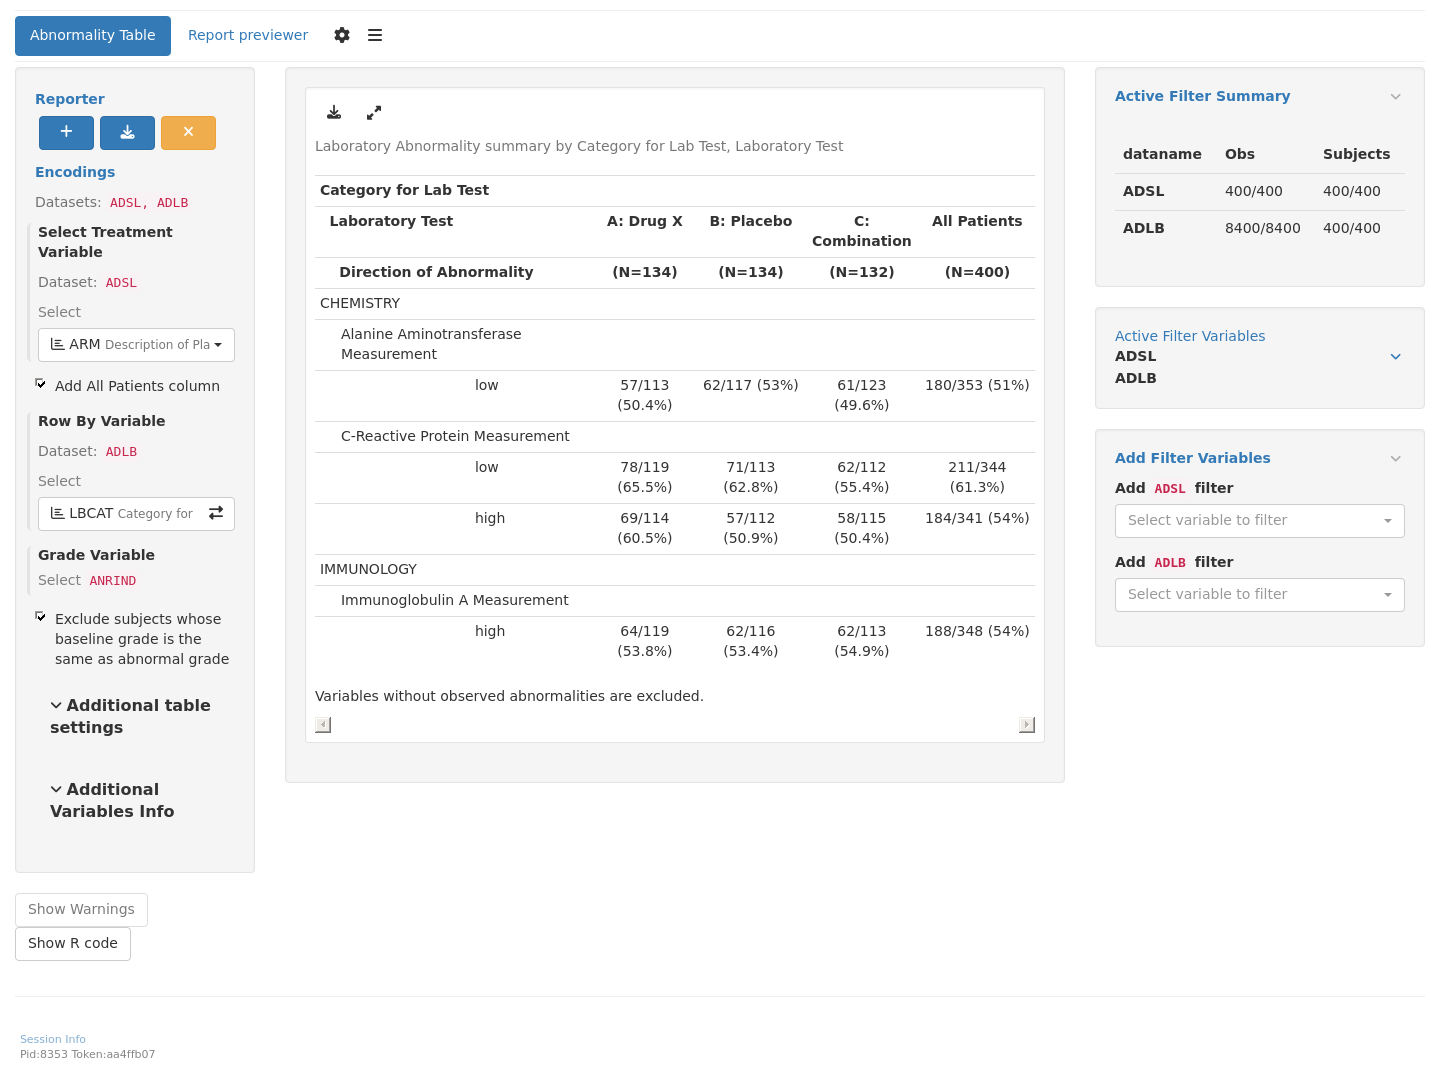 Abnormality Table
Report previewer
Reporter
Encodings
Datasets: ADSL, ADLB
Select Treatment
Variable
Dataset: ADSL
Select
ARM Description of Pla
Add All Patients column
Row By Variable
Dataset: ADLB
Select
LBCAT Category for
Grade Variable
Select ANRIND
Exclude subjects whose
baseline grade is the
same as abnormal grade
Additional table
settings
Additional
Variables Info
Show Warnings
Show R code
Laboratory Abnormality summary by Category for Lab Test, Laboratory Test
Category for Lab Test
Laboratory Test A: Drug X B: Placebo C: All Patients
Combination
Direction of Abnormality (N=134) (N=134) (N=132) (N=400)
CHEMISTRY
Alanine Aminotransferase
Measurement
low 57/113 62/117 (53%) 61/123 180/353 (51%)
(50.4%) (49.6%)
C-Reactive Protein Measurement
low 78/119 71/113 62/112 211/344
(65.5%) (62.8%) (55.4%) (61.3%)
high 69/114 57/112 58/115 184/341 (54%)
(60.5%) (50.9%) (50.4%)
IMMUNOLOGY
Immunoglobulin A Measurement
high 64/119 62/116 62/113 188/348 (54%)
(53.8%) (53.4%) (54.9%)
Variables without observed abnormalities are excluded.
Active Filter Summary
dataname Obs Subjects
ADSL 400/400 400/400
ADLB 8400/8400 400/400
Active Filter Variables
ADSL
ADLB
Add Filter Variables
Add ADSL filter
Select variable to filter
Add ADLB filter
Select variable to filter
Session Info
Pid:8353 Token:aa4ffb07